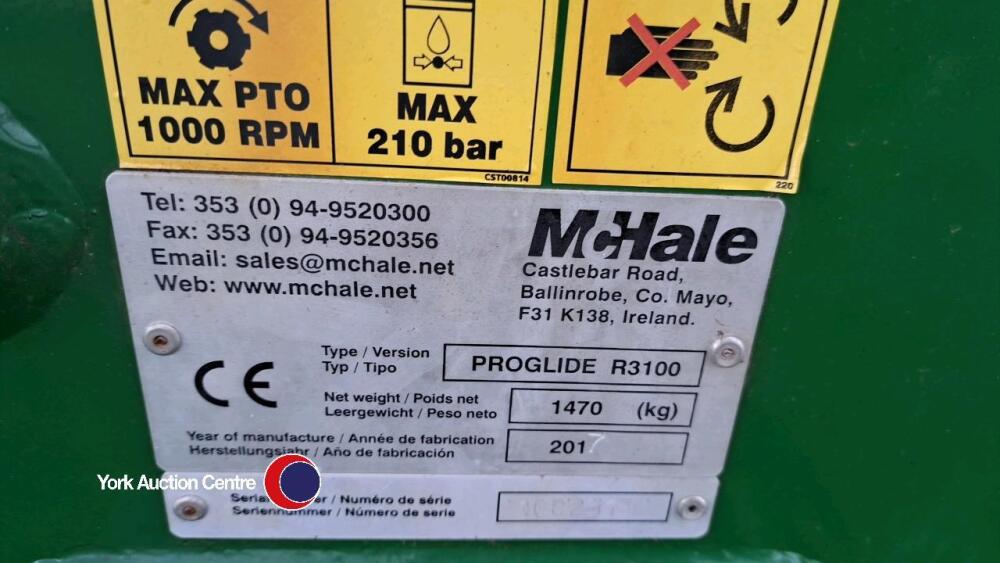 MAX PTO
1000 RPM
MAX
210 bar
CST00814
220
Tel: 353 (0) 94-9520300
Fax: 353 (0) 94-9520356
Email: sales@mchale.net
Web: www.mchale.net
McHale
Castlebar Road,
Ballinrobe, Co. Mayo,
F31 K138, Ireland.
CE
Type / Version
Typ / Tipo
PROGLIDE R3100
Net weight / Poids net
Leergewicht / Peso neto
1470 (kg)
Year of manufacture / Année de fabrication
Herstellungsjahr / Año de fabricación
2017
York Auction Centre
/ Numéro de série
Seriennummer / Número de serie